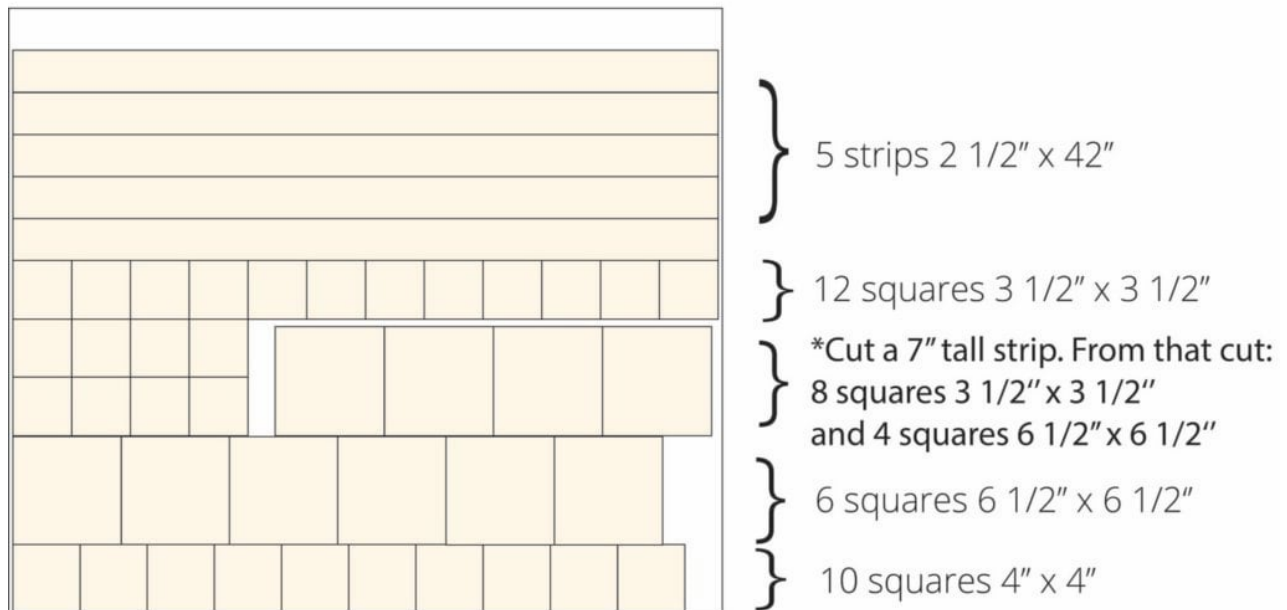 5 strips 2 1/2” x 42”
12 squares 3 1/2” x 3 1/2”
*Cut a 7” tall strip. From that cut:
8 squares 3 1/2’’ x 3 1/2’’
and 4 squares 6 1/2” x 6 1/2’’
6 squares 6 1/2” x 6 1/2”
10 squares 4” x 4”